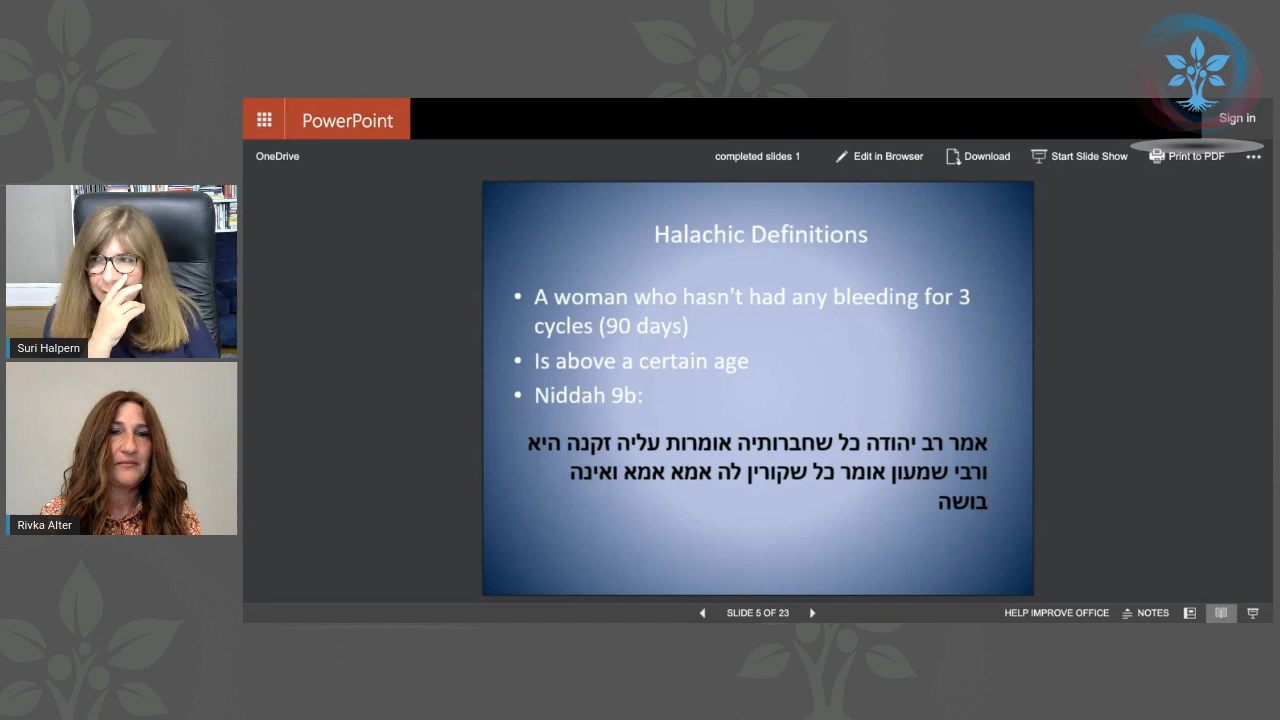 Sign in
PowerPoint
OneDrive
completed slides 1
Edit in Browser
Download
Start Slide Show
Print to PDF
Halachic Definitions
• A woman who hasn't had any bleeding for 3
cycles (90 days)
• Is above a certain age
• Niddah 9b:
אמר רב יהודה כל שחברותיה אומרות עליה זקנה היא
ורבי שמעון אומר כל שקורין לה אמא אמא ואינה
בושה
Suri Halpern
Rivka Alter
SLIDE 5 OF 23
HELP IMPROVE OFFICE
NOTES